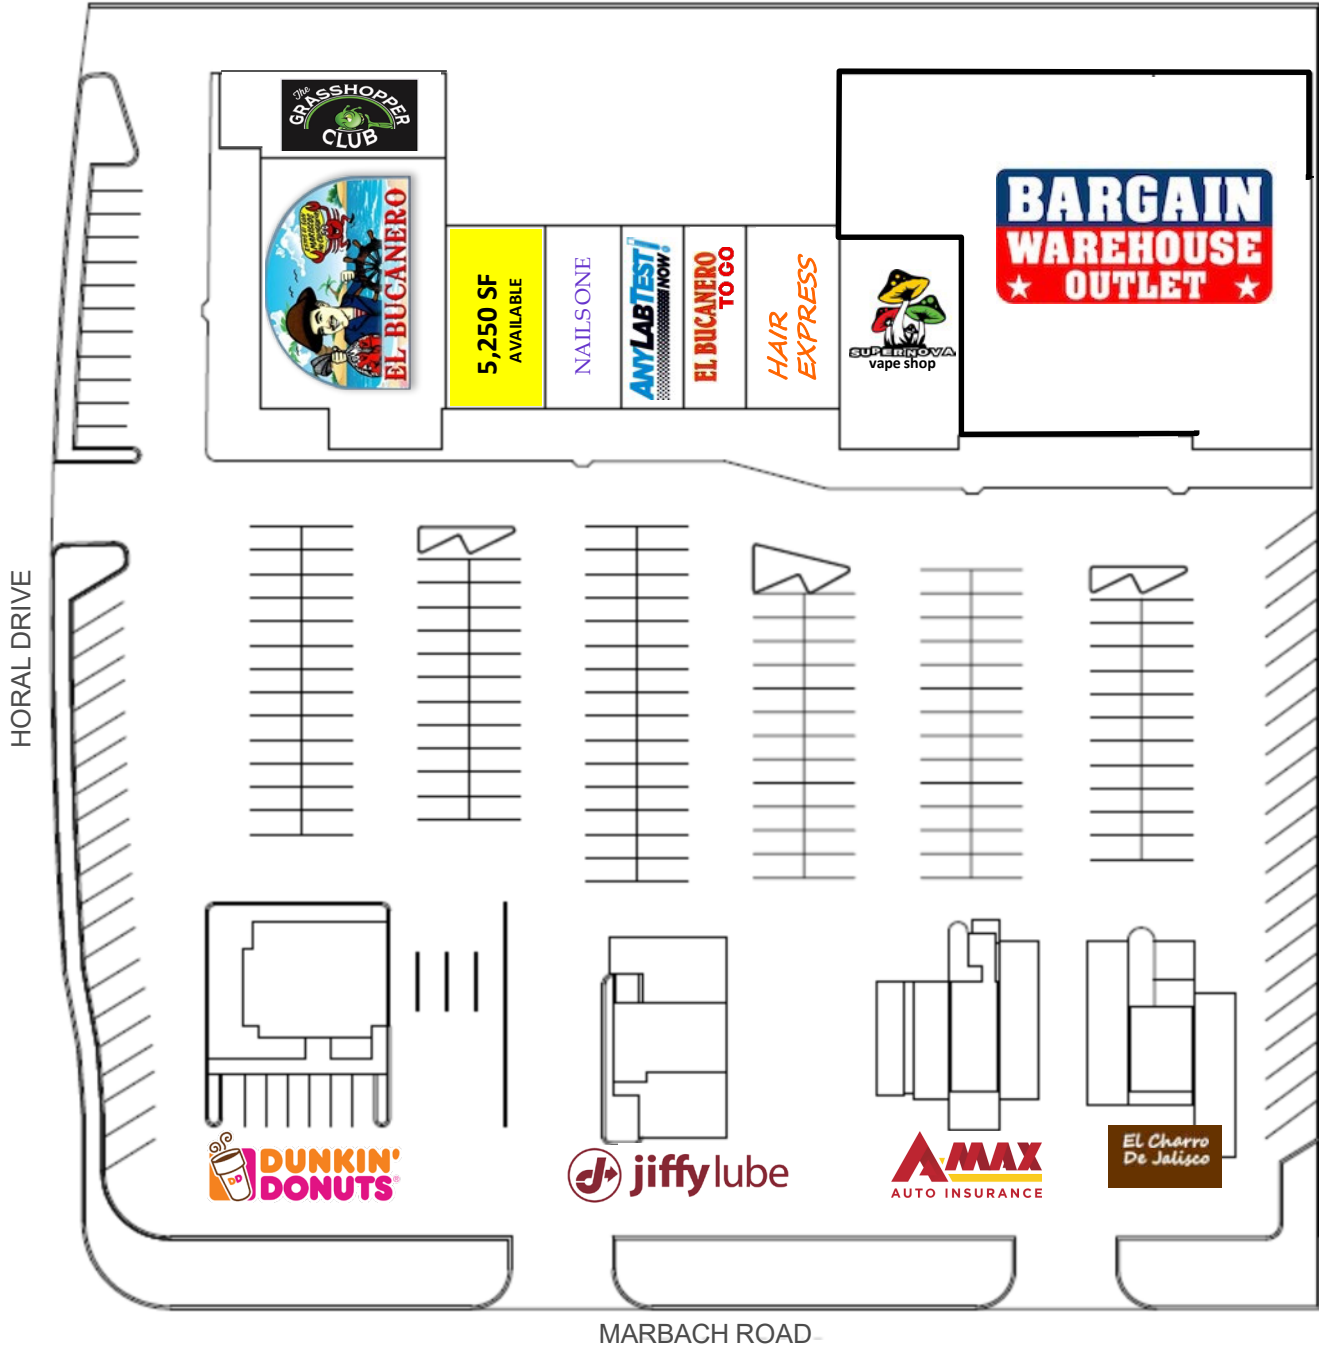 The
GRASSHOPPER
CLUB
EL BUCANERO
5,250 SF
AVAILABLE
NAILS ONE
ANYLABTEST!
NOW!
EL BUCANERO
TO GO
HAIR
EXPRESS
SUPERNOVA
vape shop
BARGAIN
WAREHOUSE
OUTLET
HORAL DRIVE
DD
DUNKIN'
DONUTS®
jiffy lube
A-MAX
AUTO INSURANCE
El Charro
De Jalisco
MARBACH ROAD